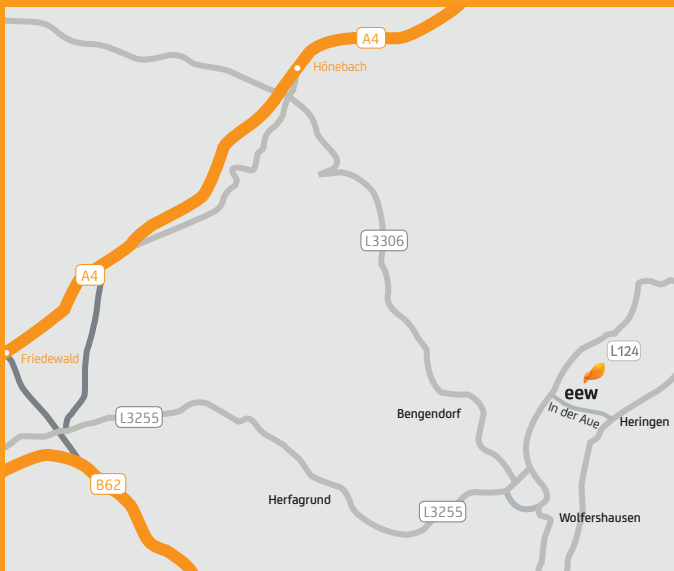 A4
Hönebach
L3306
A4
L124
Friedewald
eew
In der Aue
Bengendorf
L3255
Heringen
B62
Herfagrund
L3255
Wolfershausen